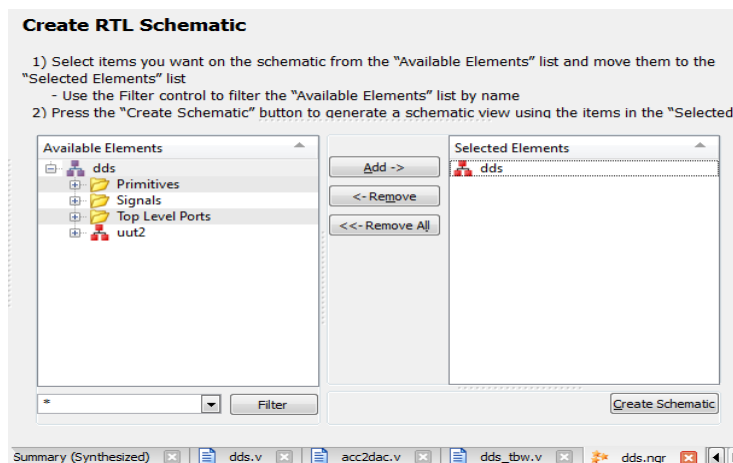 Create RTL Schematic
1) Select items you want on the schematic from the “Available Elements” list and move them to the
“Selected Elements” list
- Use the Filter control to filter the “Available Elements” list by name
2) Press the “Create Schematic” button to generate a schematic view using the items in the “Selected
Available Elements
dds
Primitives
Signals
Top Level Ports
uut2
Add ->
<- Remove
<<- Remove All
Selected Elements
dds
*
Filter
Create Schematic
Summary (Synthesized) dds.v acc2dac.v dds_tbw.v dds.ngr